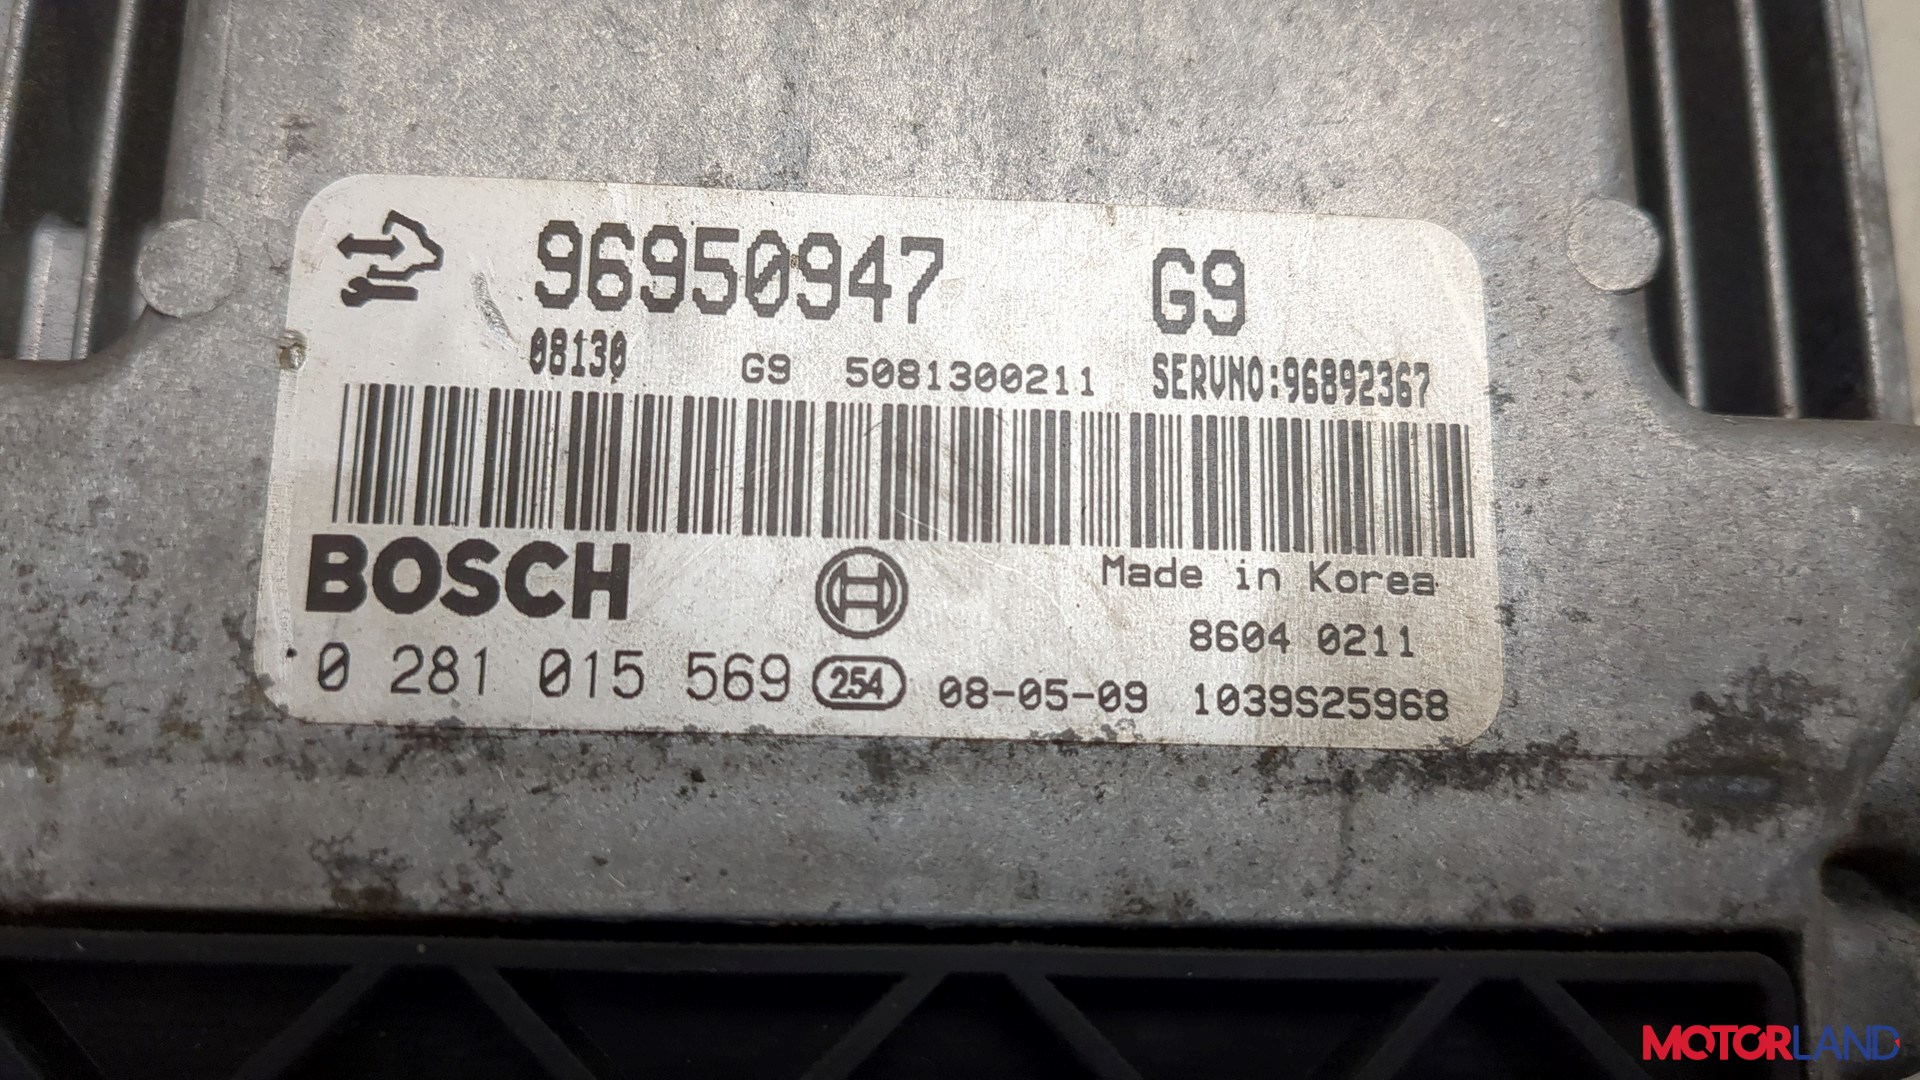 96950947 G9
08130 G9 5081300211 SERVNO:96892367
BOSCH
Made in Korea
8604 0211
0 281 015 569 254 08-05-09 1039S25968
MOTORLAND